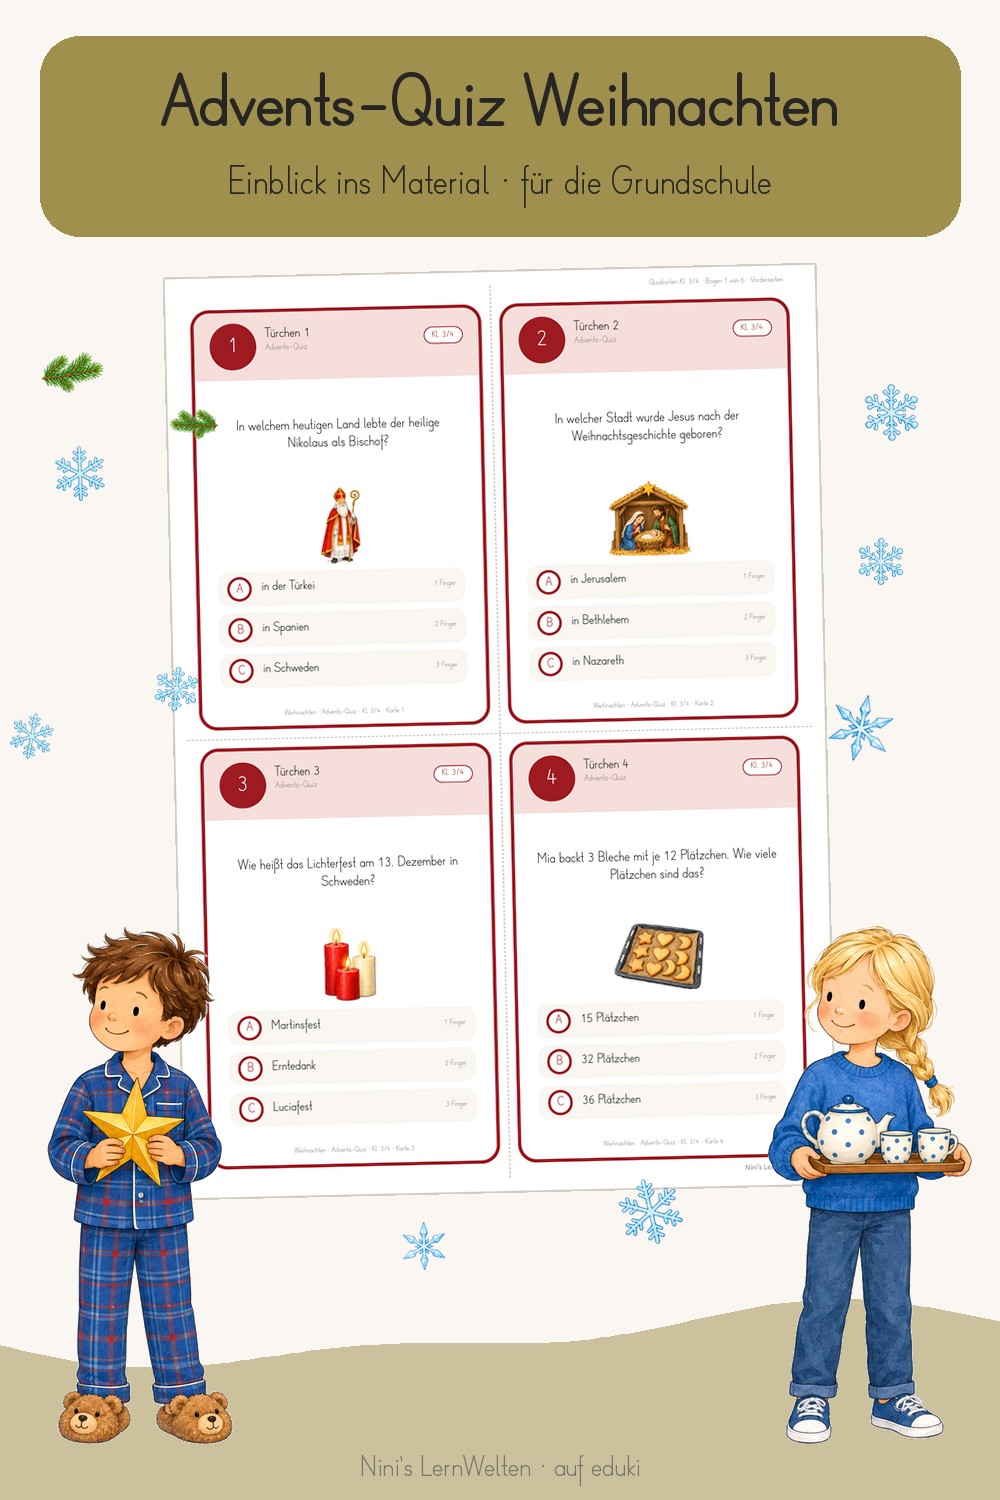 Advents-Quiz Weihnachten
Einblick ins Material · für die Grundschule
Quizkarten Kl. 3/4 · Bogen 1 von 6 · Vorderseiten
1
Türchen 1
Advents-Quiz
Kl. 3/4
In welchem heutigen Land lebte der heilige
Nikolaus als Bischof?
A in der Türkei 1 Finger
B in Spanien 2 Finger
C in Schweden 3 Finger
Weihnachten · Advents-Quiz · Kl. 3/4 · Karte 1
2
Türchen 2
Advents-Quiz
Kl. 3/4
In welcher Stadt wurde Jesus nach der
Weihnachtsgeschichte geboren?
A in Jerusalem 1 Finger
B in Bethlehem 2 Finger
C in Nazareth 3 Finger
Weihnachten · Advents-Quiz · Kl. 3/4 · Karte 2
3
Türchen 3
Advents-Quiz
Kl. 3/4
Wie heißt das Lichterfest am 13. Dezember in
Schweden?
A Martinsfest 1 Finger
B Erntedank 2 Finger
C Luciafest 3 Finger
Weihnachten · Advents-Quiz · Kl. 3/4 · Karte 3
4
Türchen 4
Advents-Quiz
Kl. 3/4
Mia backt 3 Bleche mit je 12 Plätzchen. Wie viele
Plätzchen sind das?
A 15 Plätzchen 1 Finger
B 32 Plätzchen 2 Finger
C 36 Plätzchen 3 Finger
Weihnachten · Advents-Quiz · Kl. 3/4 · Karte 4
Nini's
Nini's LernWelten · auf eduki